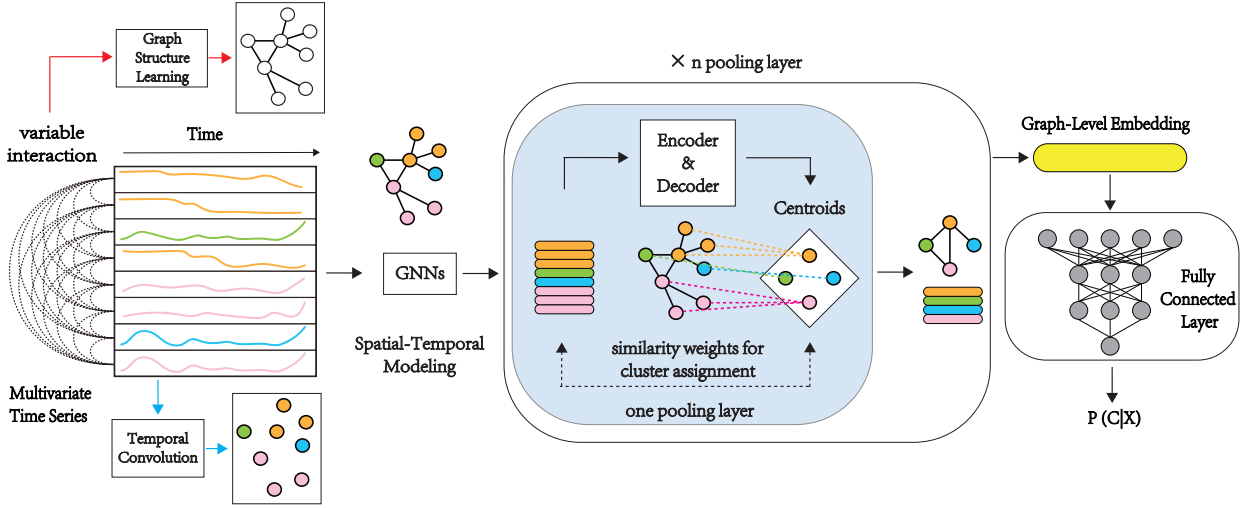 Graph
Structure
Learning
variable
interaction
Time
Multivariate
Time Series
Temporal
Convolution
GNNs
Spatial-Temporal
Modeling
× n pooling layer
Encoder
&
Decoder
Centroids
similarity weights for
cluster assignment
one pooling layer
Graph-Level Embedding
Fully
Connected
Layer
P (C|X)